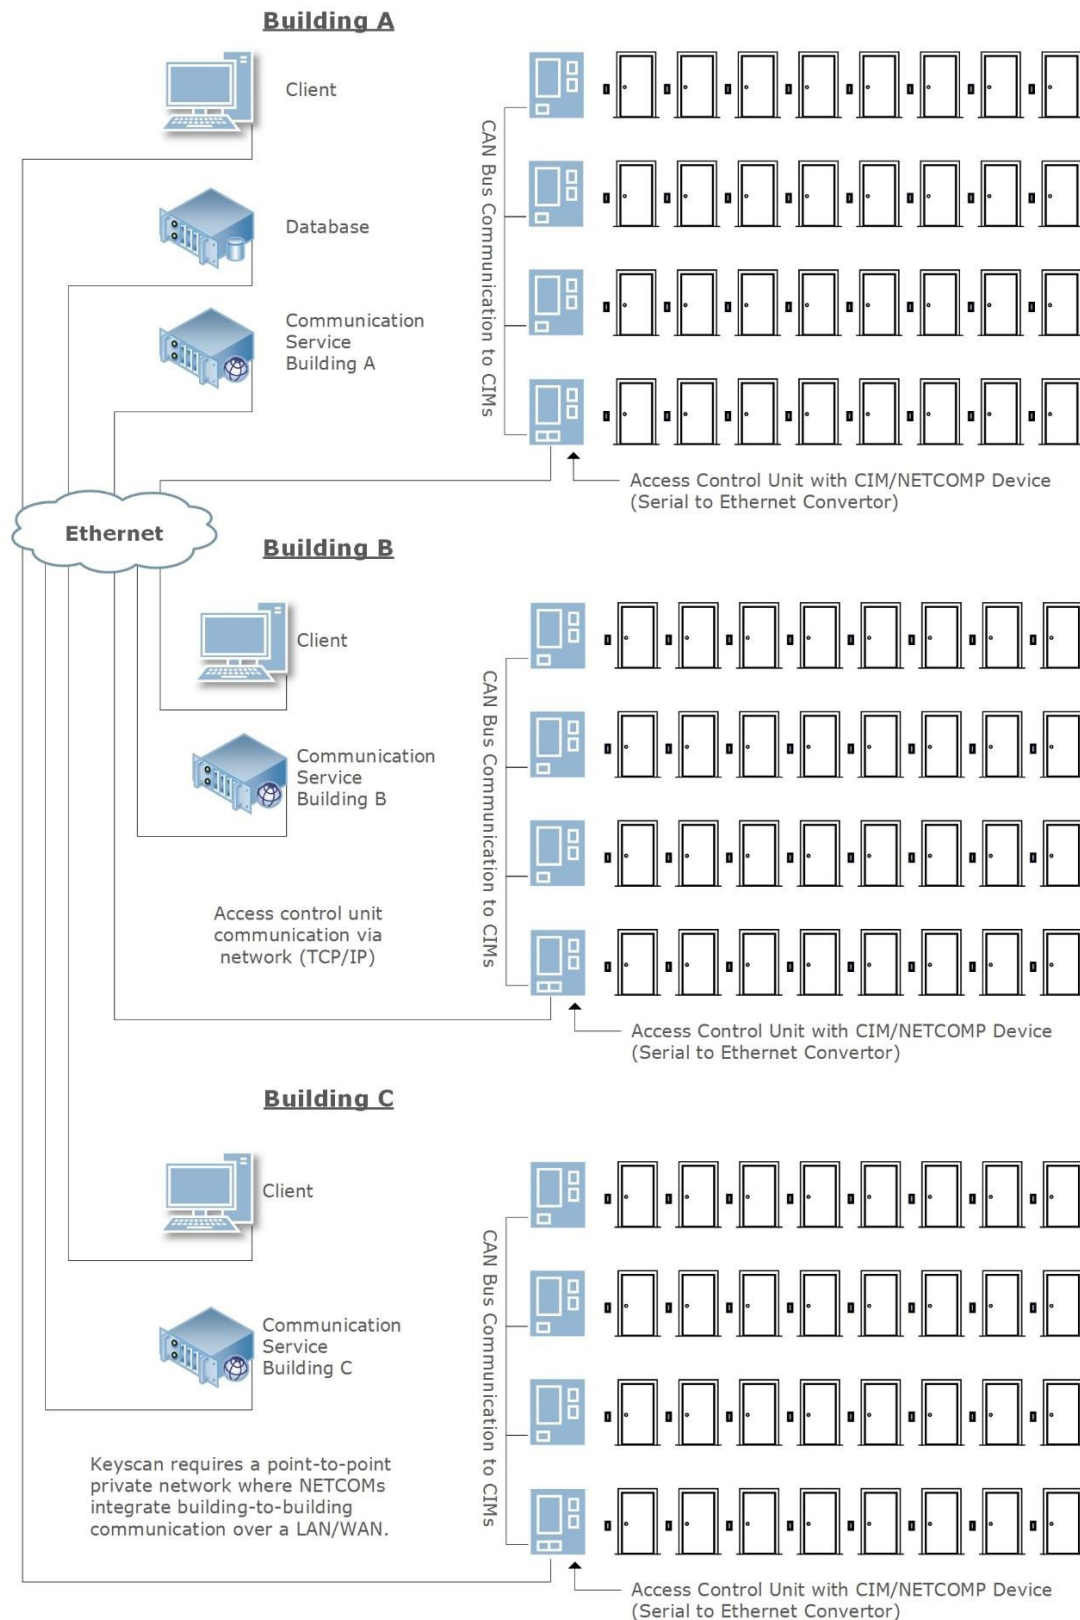 Building A
Client
Database
Communication
Service
Building A
CAN Bus Communication to CIMs
Access Control Unit with CIM/NETCOMP Device
(Serial to Ethernet Convertor)
Ethernet
Building B
Client
Communication
Service
Building B
CAN Bus Communication to CIMs
Access control unit
communication via
network (TCP/IP)
Access Control Unit with CIM/NETCOMP Device
(Serial to Ethernet Convertor)
Building C
Client
Communication
Service
Building C
CAN Bus Communication to CIMs
Keyscan requires a point-to-point
private network where NETCOMs
integrate building-to-building
communication over a LAN/WAN.
Access Control Unit with CIM/NETCOMP Device
(Serial to Ethernet Convertor)